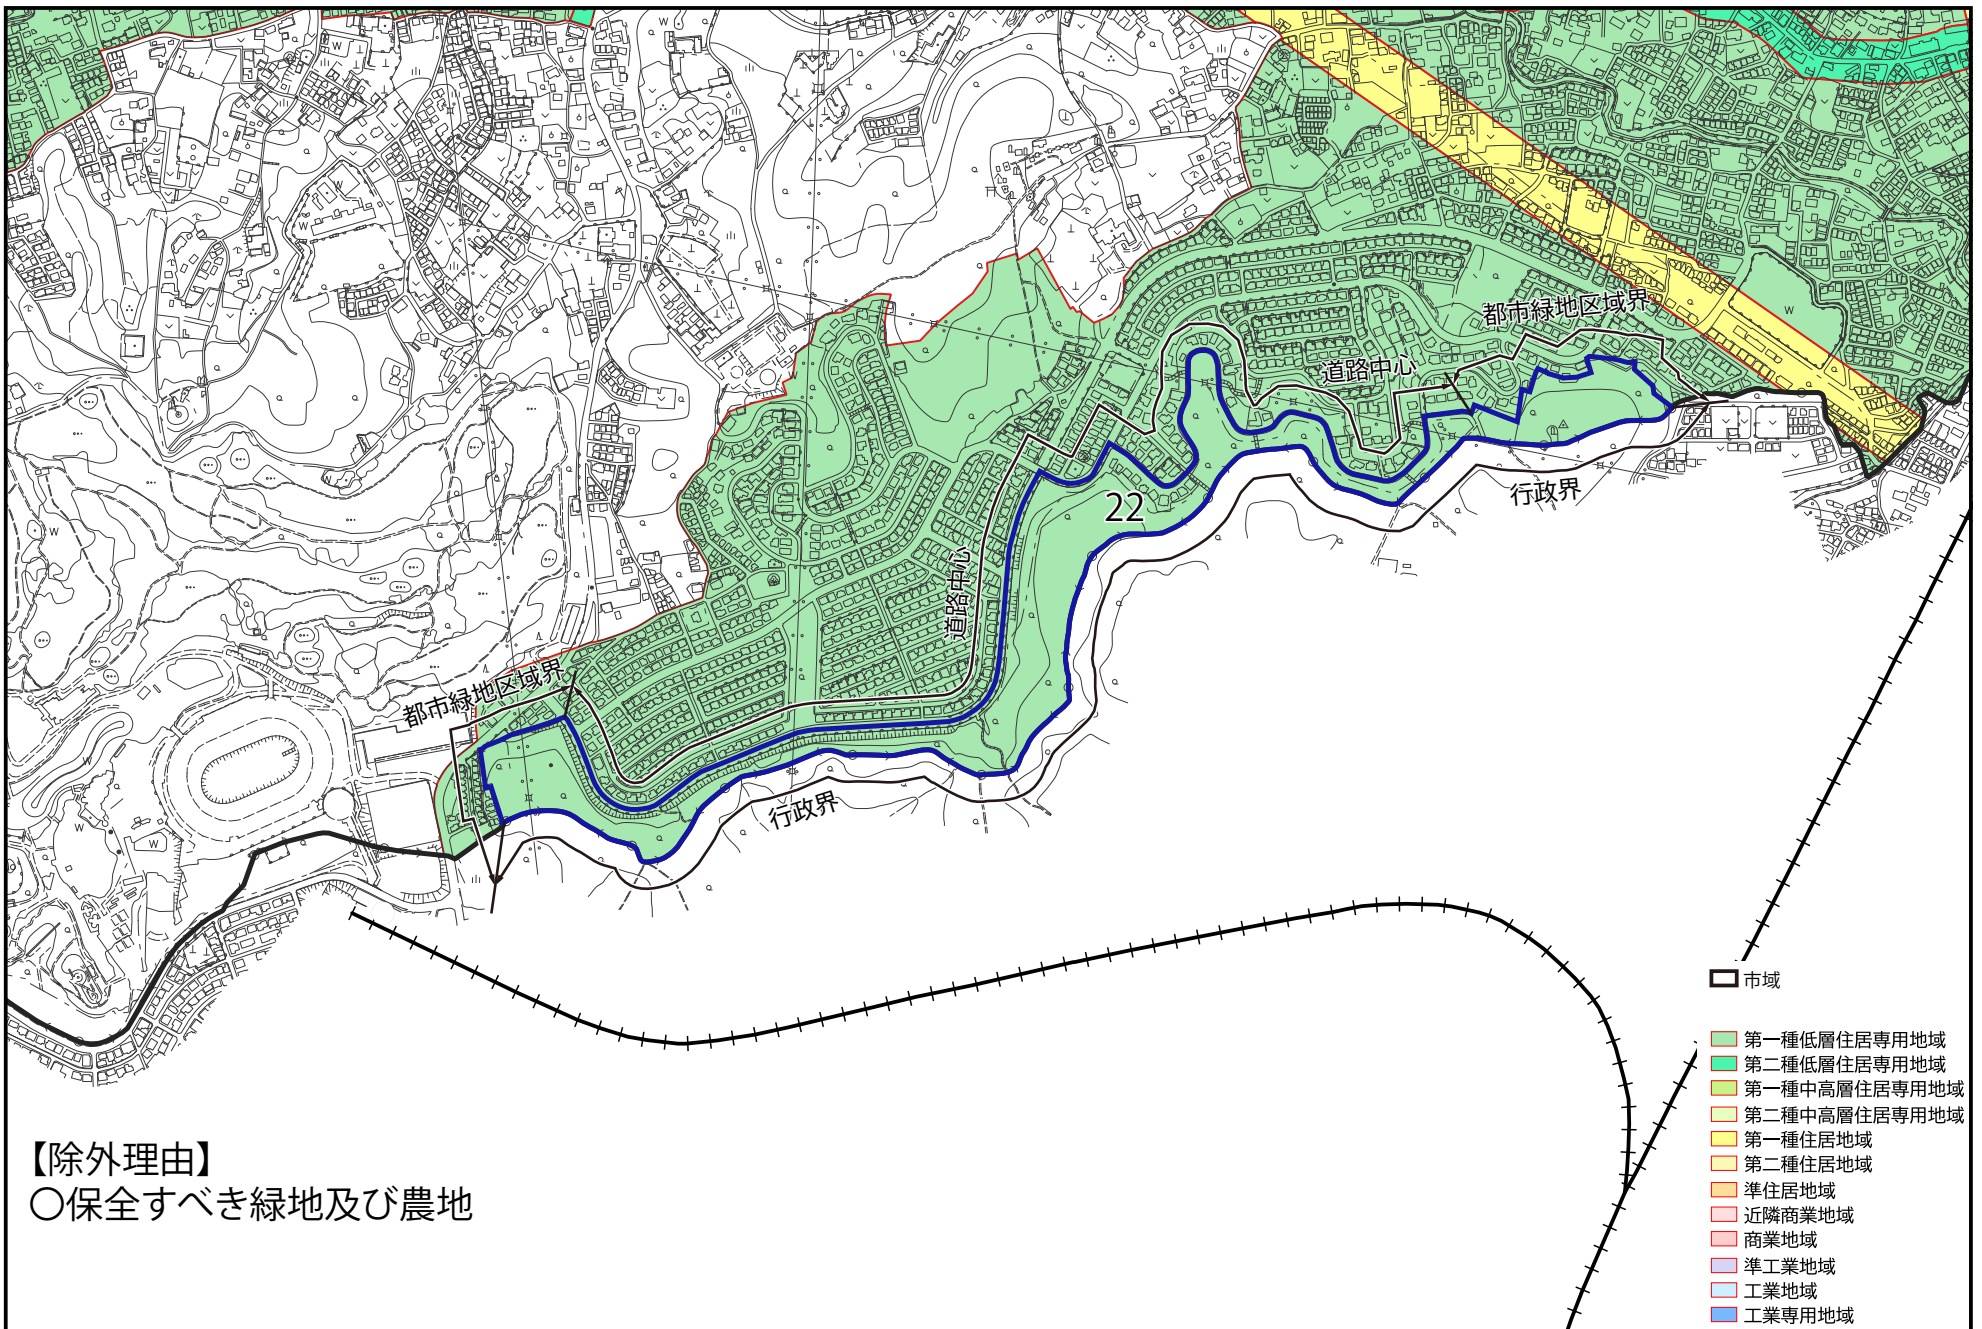 都市緑地区域界
道路中心
行政界
22
道路中心
都市緑地区域界
行政界
市域
第一種低層住居専用地域
第二種低層住居専用地域
第一種中高層住居専用地域
第二種中高層住居専用地域
第一種住居地域
第二種住居地域
準住居地域
近隣商業地域
商業地域
準工業地域
工業地域
工業専用地域
【除外理由】
〇保全すべき緑地及び農地